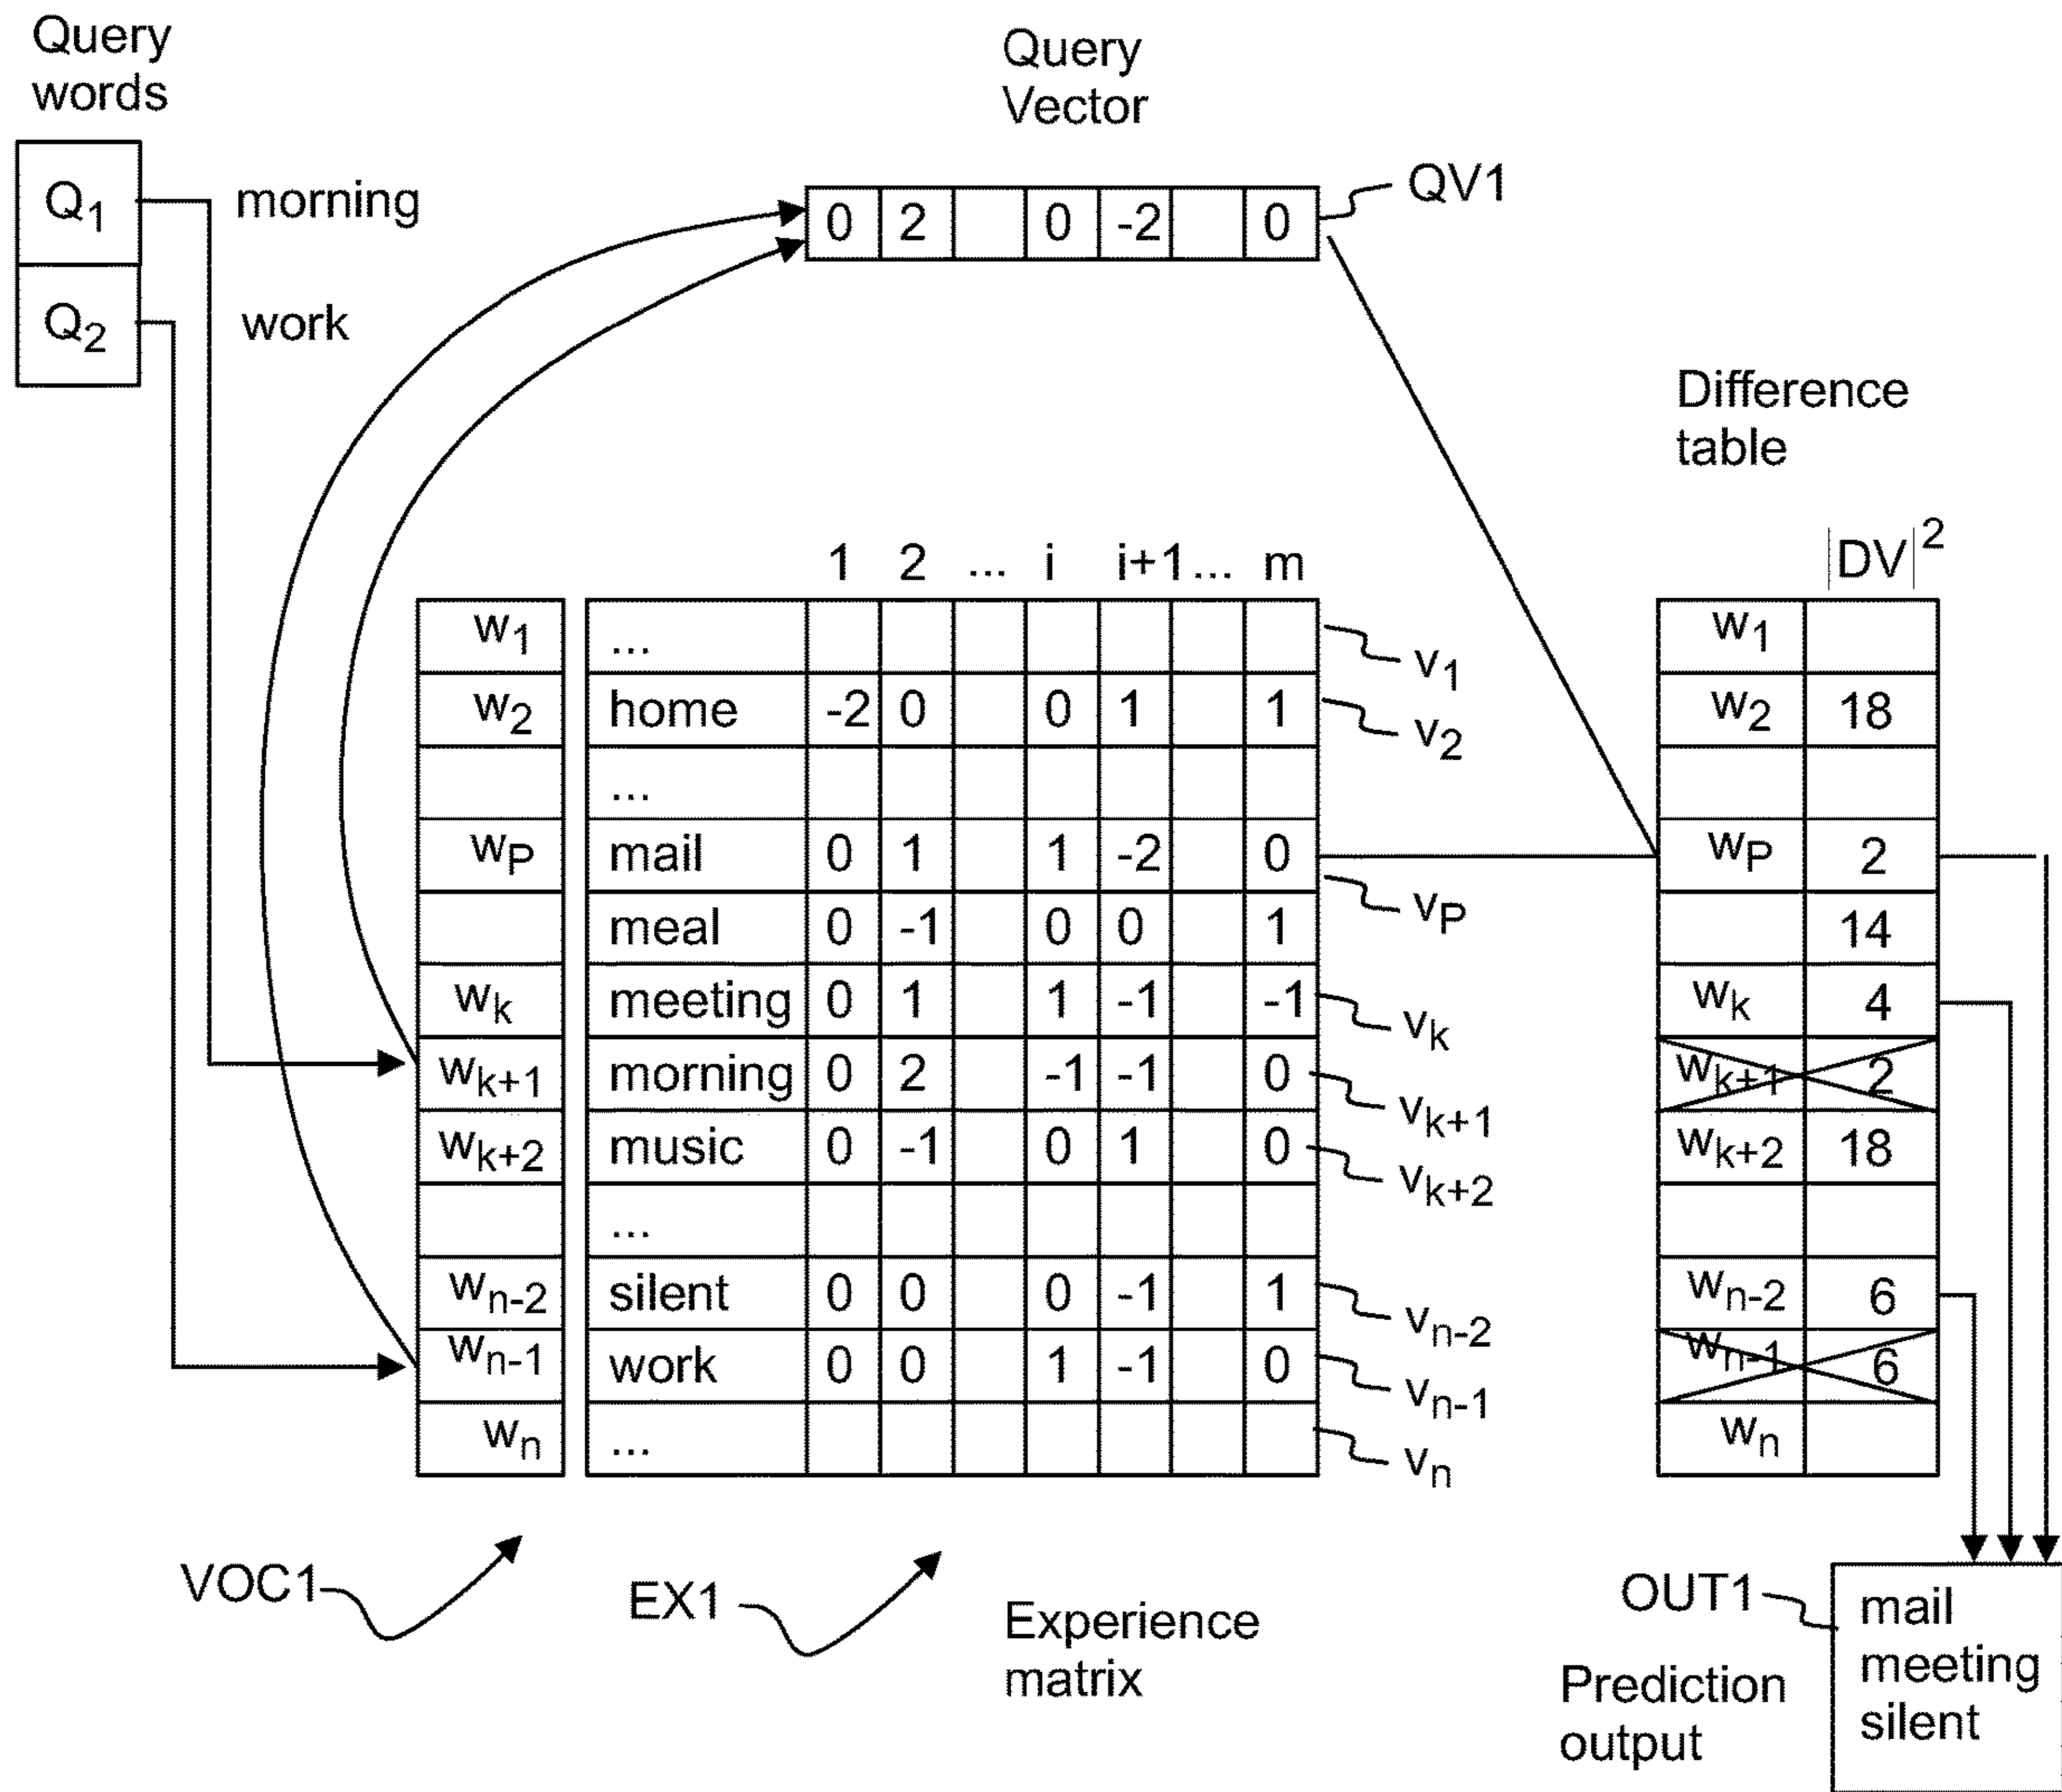 Query
words
Q1 morning
Q2 work
Query
Vector
0 2 0 -2 0
QV1
Difference
table
1 2 ... i i+1 ... m
|DV|2
w1 ... v1 w1
w2 home -2 0 0 1 1 v2 w2 18
...
wP mail 0 1 1 -2 0 vP wP 2
meal 0 -1 0 0 1 14
wk meeting 0 1 1 -1 -1 vk wk 4
wk+1 morning 0 2 -1 -1 0 vk+1 wk+1 2
wk+2 music 0 -1 0 1 0 vk+2 wk+2 18
...
wn-2 silent 0 0 0 -1 1 vn-2 wn-2 6
wn-1 work 0 0 1 -1 0 vn-1 wn-1 6
wn ... vn wn
VOC1
EX1
Experience
matrix
OUT1
Prediction
output
mail
meeting
silent